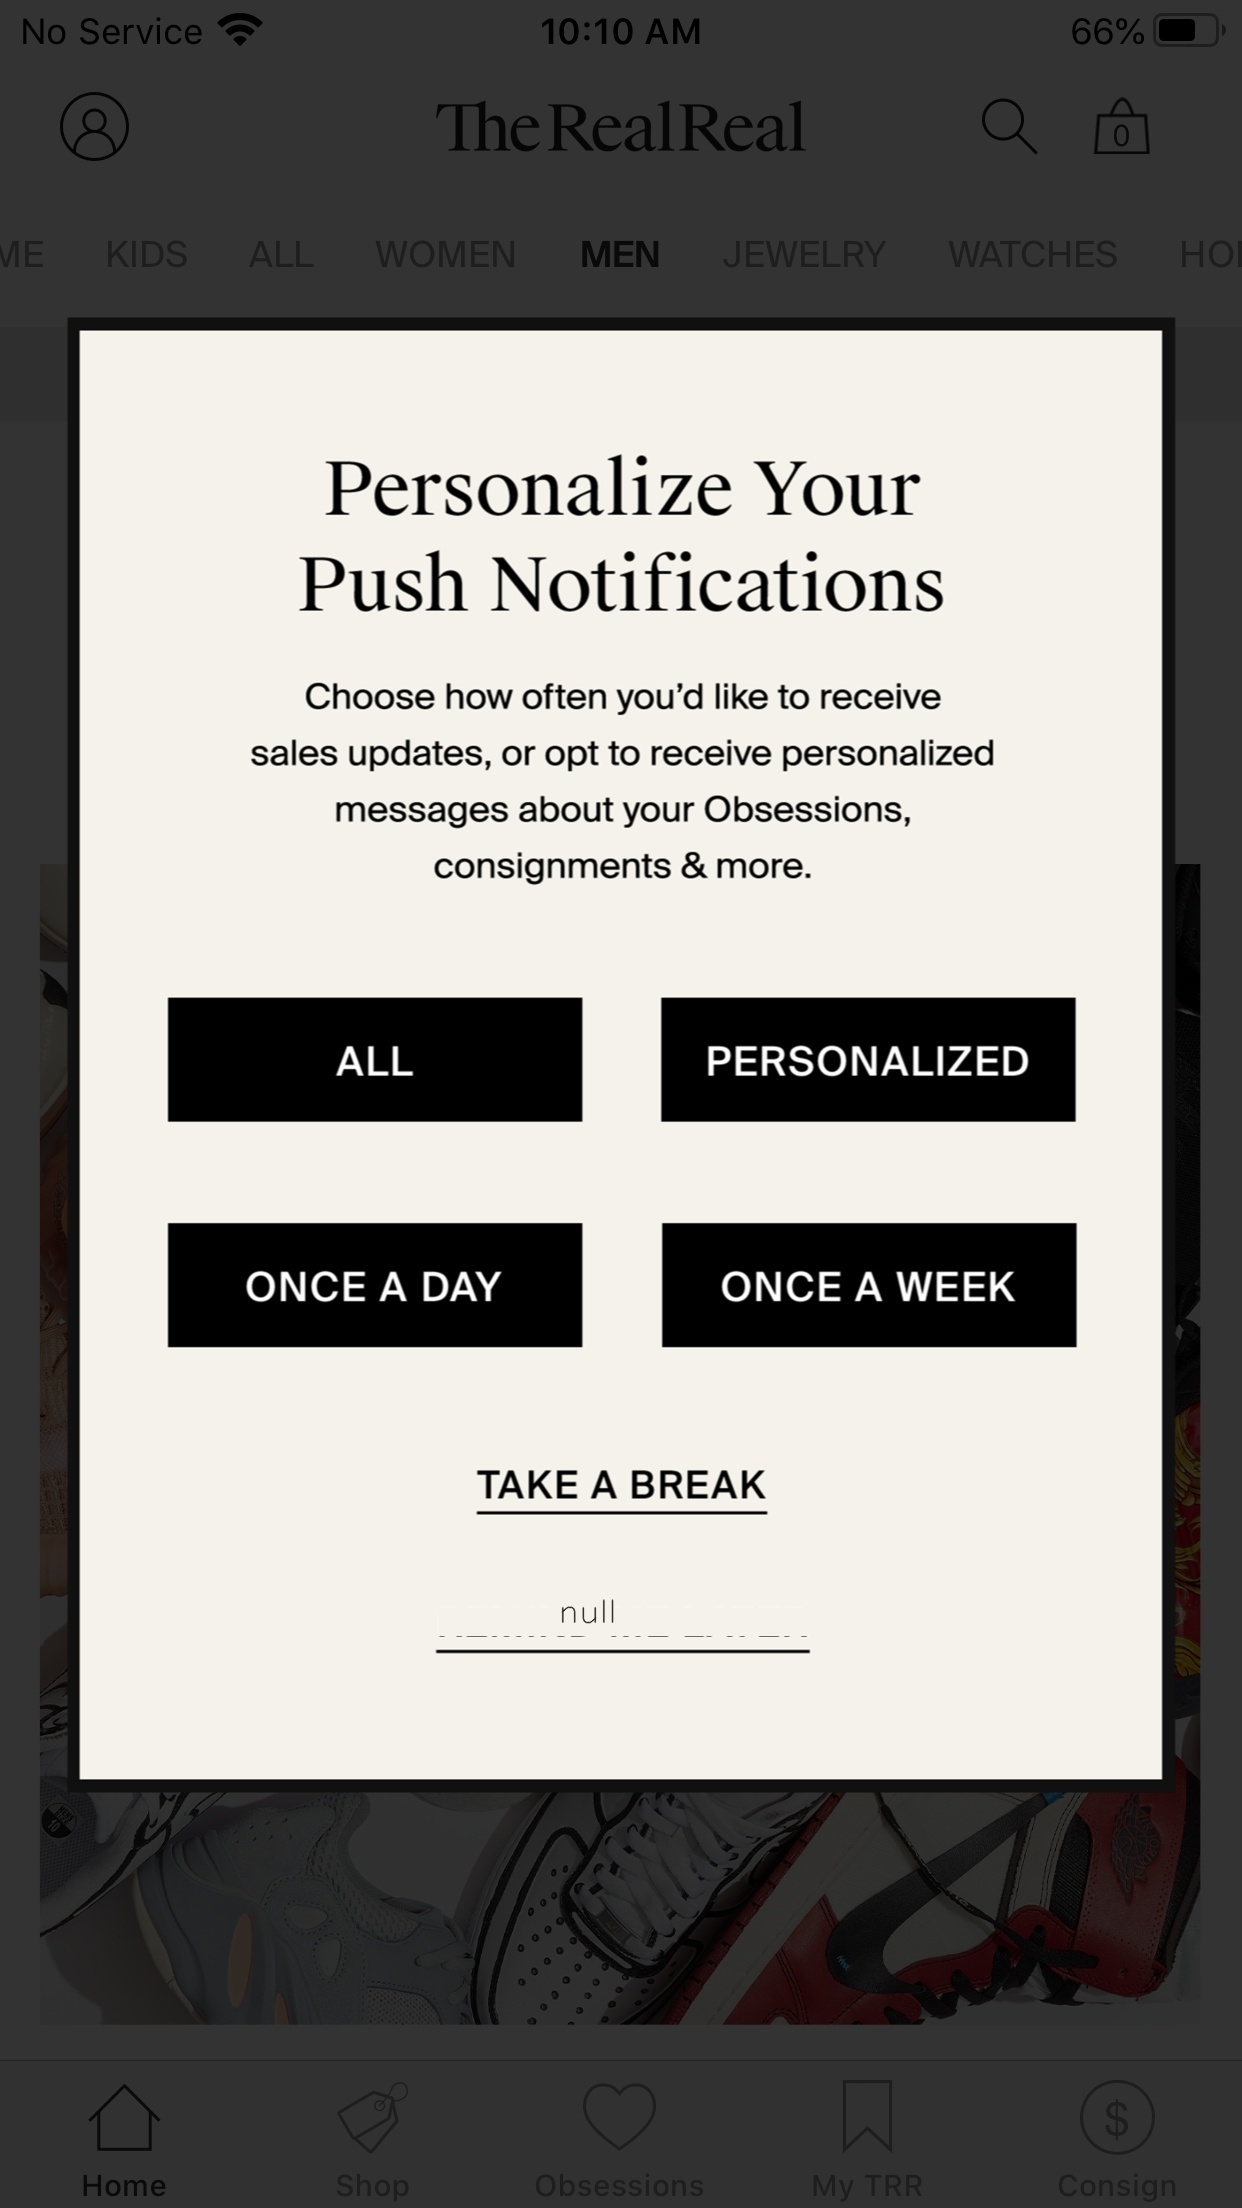 No Service 10:10 AM 66%
TheRealReal 0
ME KIDS ALL WOMEN MEN JEWELRY WATCHES HO
Personalize Your
Push Notifications
Choose how often you’d like to receive
sales updates, or opt to receive personalized
messages about your Obsessions,
consignments & more.
ALL PERSONALIZED
ONCE A DAY ONCE A WEEK
TAKE A BREAK
null
Home Shop Obsessions My TRR Consign